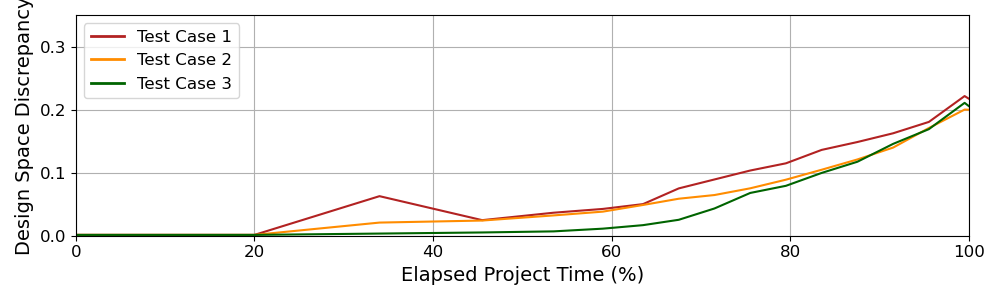 Design Space Discrepancy
0.3
0.2
0.1
0.0
Test Case 1
Test Case 2
Test Case 3
0 20 40 60 80 100
Elapsed Project Time (%)